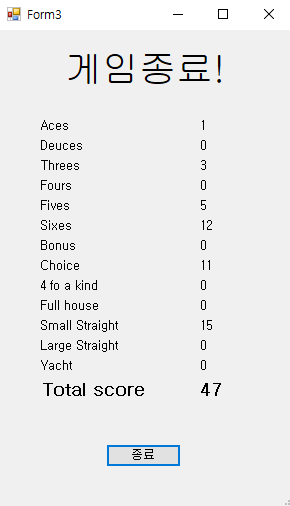 Form3
게임종료!
Aces 1
Deuces 0
Threes 3
Fours 0
Fives 5
Sixes 12
Bonus 0
Choice 11
4 fo a kind 0
Full house 0
Small Straight 15
Large Straight 0
Yacht 0
Total score 47
종료